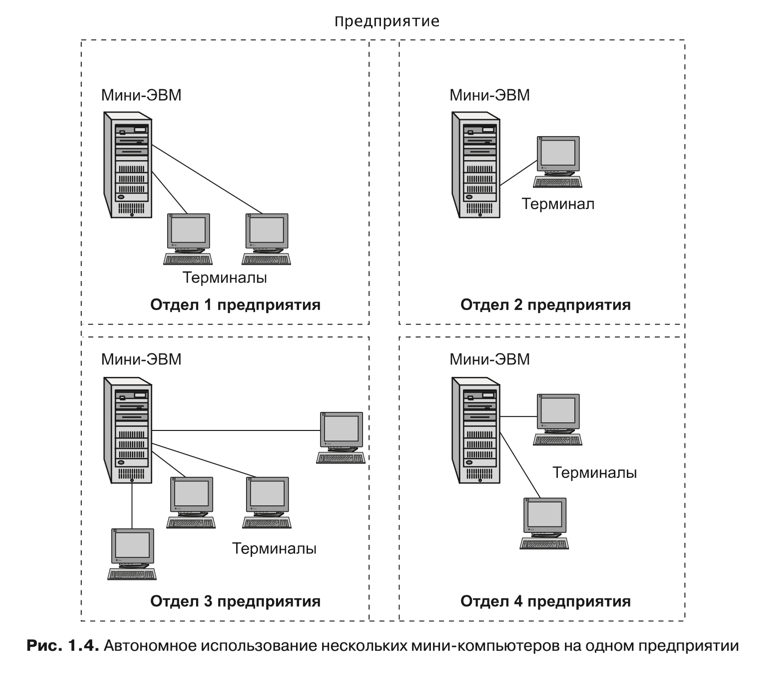 Предприятие
Мини-ЭВМ
Терминалы
Отдел 1 предприятия
Мини-ЭВМ
Терминал
Отдел 2 предприятия
Мини-ЭВМ
Терминалы
Отдел 3 предприятия
Мини-ЭВМ
Терминалы
Отдел 4 предприятия
Рис. 1.4. Автономное использование нескольких мини-компьютеров на одном предприятии